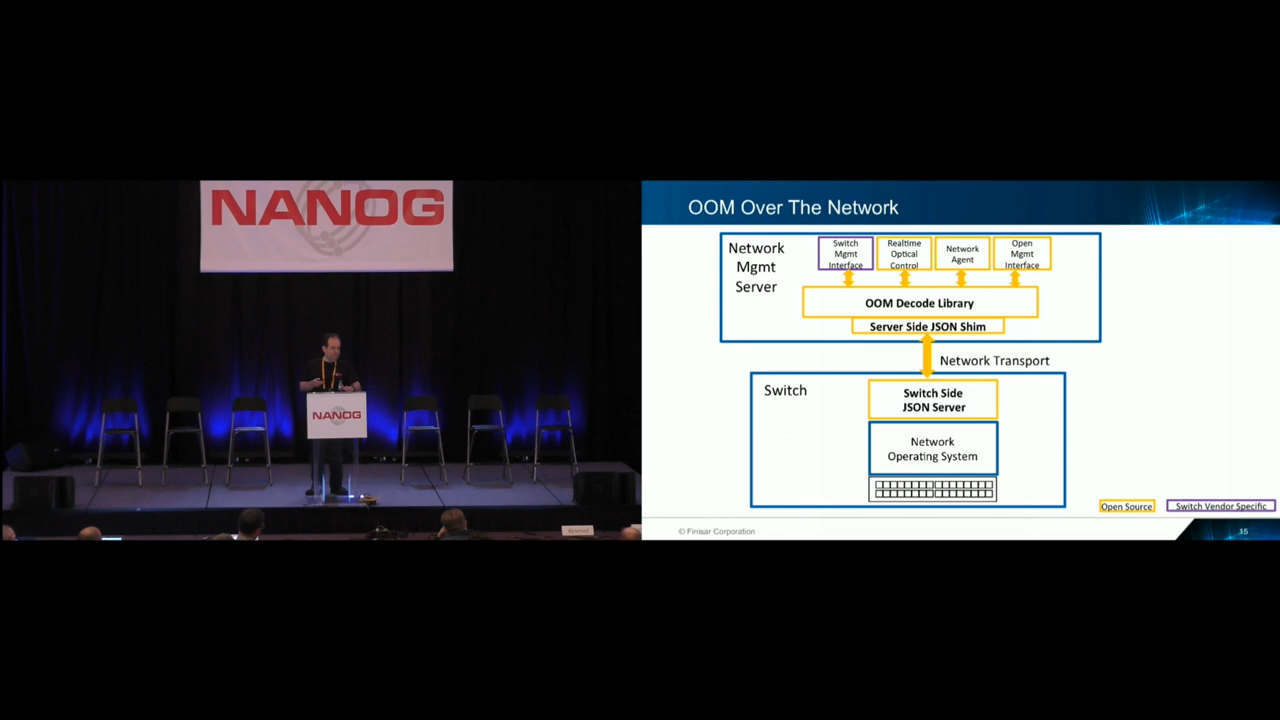 NANOG
NANOG
OOM Over The Network
Network
Mgmt
Server
Switch
Mgmt
Interface
Realtime
Optical
Control
Network
Agent
Open
Mgmt
Interface
OOM Decode Library
Server Side JSON Shim
Network Transport
Switch
Switch Side
JSON Server
Network
Operating System
Open Source
Switch Vendor Specific
© Finisar Corporation
15